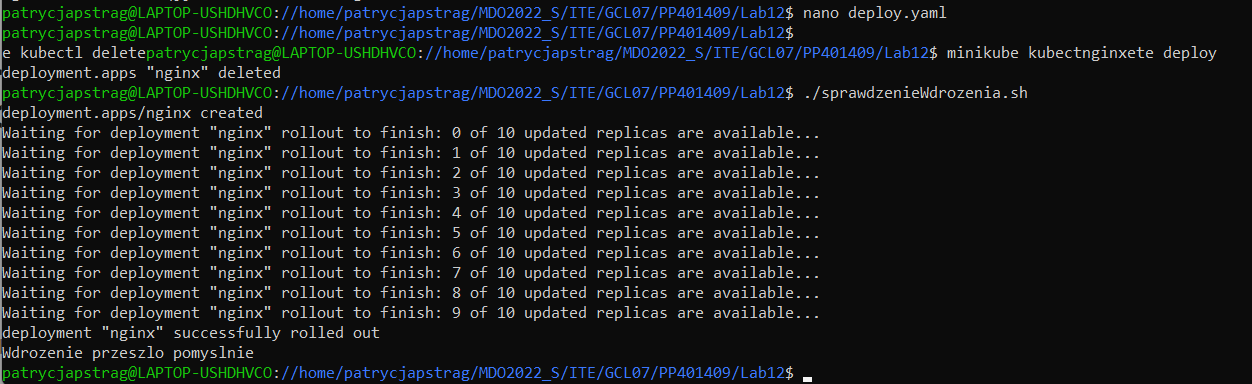 patrycjapstrag@LAPTOP-USHDHVCO://home/patrycjapstrag/MDO2022_S/ITE/GCL07/PP401409/Lab12$ nano deploy.yaml
patrycjapstrag@LAPTOP-USHDHVCO://home/patrycjapstrag/MDO2022_S/ITE/GCL07/PP401409/Lab12$
e kubectl deletepatrycjapstrag@LAPTOP-USHDHVCO://home/patrycjapstrag/MDO2022_S/ITE/GCL07/PP401409/Lab12$ minikube kubectnginxete deploy
deployment.apps "nginx" deleted
patrycjapstrag@LAPTOP-USHDHVCO://home/patrycjapstrag/MDO2022_S/ITE/GCL07/PP401409/Lab12$ ./sprawdzenieWdrozenia.sh
deployment.apps/nginx created
Waiting for deployment "nginx" rollout to finish: 0 of 10 updated replicas are available...
Waiting for deployment "nginx" rollout to finish: 1 of 10 updated replicas are available...
Waiting for deployment "nginx" rollout to finish: 2 of 10 updated replicas are available...
Waiting for deployment "nginx" rollout to finish: 3 of 10 updated replicas are available...
Waiting for deployment "nginx" rollout to finish: 4 of 10 updated replicas are available...
Waiting for deployment "nginx" rollout to finish: 5 of 10 updated replicas are available...
Waiting for deployment "nginx" rollout to finish: 6 of 10 updated replicas are available...
Waiting for deployment "nginx" rollout to finish: 7 of 10 updated replicas are available...
Waiting for deployment "nginx" rollout to finish: 8 of 10 updated replicas are available...
Waiting for deployment "nginx" rollout to finish: 9 of 10 updated replicas are available...
deployment "nginx" successfully rolled out
Wdrozenie przeszlo pomyslnie
patrycjapstrag@LAPTOP-USHDHVCO://home/patrycjapstrag/MDO2022_S/ITE/GCL07/PP401409/Lab12$